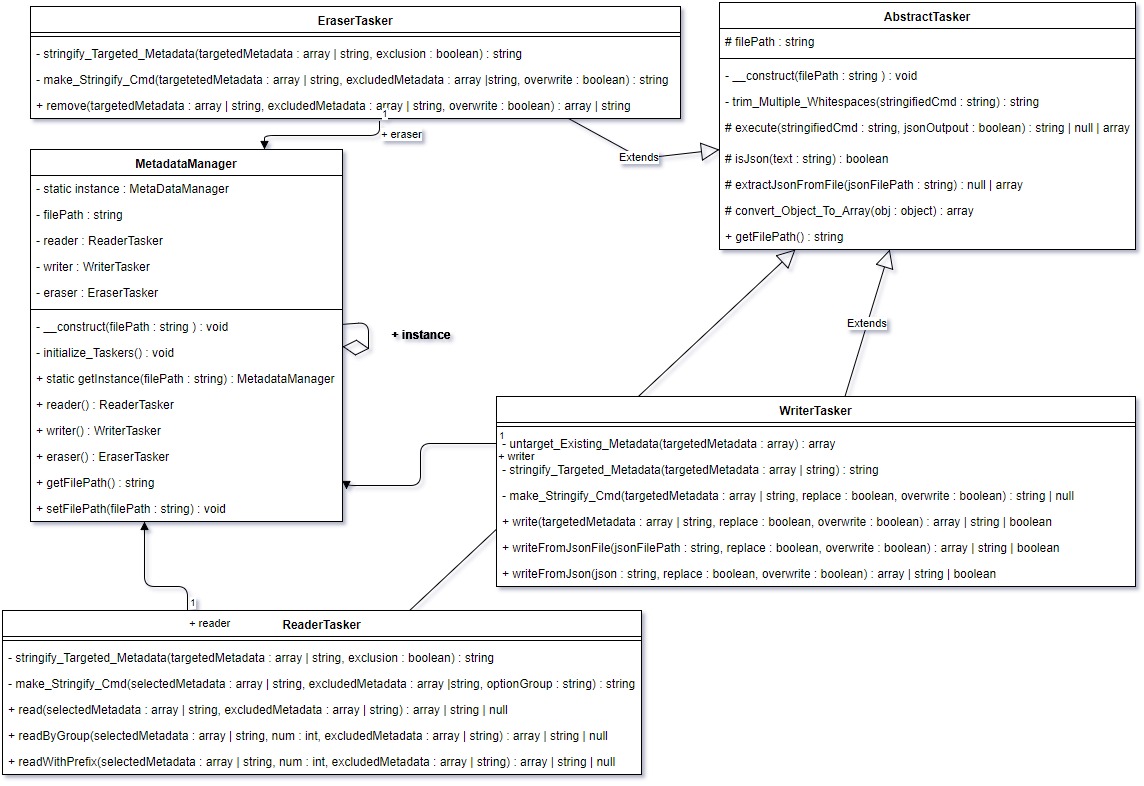 EraserTasker
- stringify_Targeted_Metadata(targetedMetadata : array | string, exclusion : boolean) : string
- make_Stringify_Cmd(targetetedMetadata : array | string, excludedMetadata : array |string, overwrite : boolean) : string
+ remove(targetedMetadata : array | string, excludedMetadata : array | string, overwrite : boolean) : array | string
1
+ eraser
Extends
AbstractTasker
# filePath : string
- __construct(filePath : string ) : void
- trim_Multiple_Whitespaces(stringifiedCmd : string) : string
# execute(stringifiedCmd : string, jsonOutpout : boolean) : string | null | array
# isJson(text : string) : boolean
# extractJsonFromFile(jsonFilePath : string) : null | array
# convert_Object_To_Array(obj : object) : array
+ getFilePath() : string
MetadataManager
- static instance : MetaDataManager
- filePath : string
- reader : ReaderTasker
- writer : WriterTasker
- eraser : EraserTasker
- __construct(filePath : string ) : void
- initialize_Taskers() : void
+ static getInstance(filePath : string) : MetadataManager
+ reader() : ReaderTasker
+ writer() : WriterTasker
+ eraser() : EraserTasker
+ getFilePath() : string
+ setFilePath(filePath : string) : void
+ instance
Extends
WriterTasker
1
- untarget_Existing_Metadata(targetedMetadata : array) : array
+ writer
- stringify_Targeted_Metadata(targetedMetadata : array | string) : string
- make_Stringify_Cmd(targetedMetadata : array | string, replace : boolean, overwrite : boolean) : string | null
+ write(targetedMetadata : array | string, replace : boolean, overwrite : boolean) : array | string | boolean
+ writeFromJsonFile(jsonFilePath : string, replace : boolean, overwrite : boolean) : array | string | boolean
+ writeFromJson(json : string, replace : boolean, overwrite : boolean) : array | string | boolean
1
+ reader
ReaderTasker
- stringify_Targeted_Metadata(targetedMetadata : array | string, exclusion : boolean) : string
- make_Stringify_Cmd(selectedMetadata : array | string, excludedMetadata : array |string, optionGroup : string) : string
+ read(selectedMetadata : array | string, excludedMetadata : array | string) : array | string | null
+ readByGroup(selectedMetadata : array | string, num : int, excludedMetadata : array | string) : array | string | null
+ readWithPrefix(selectedMetadata : array | string, num : int, excludedMetadata : array | string) : array | string | null